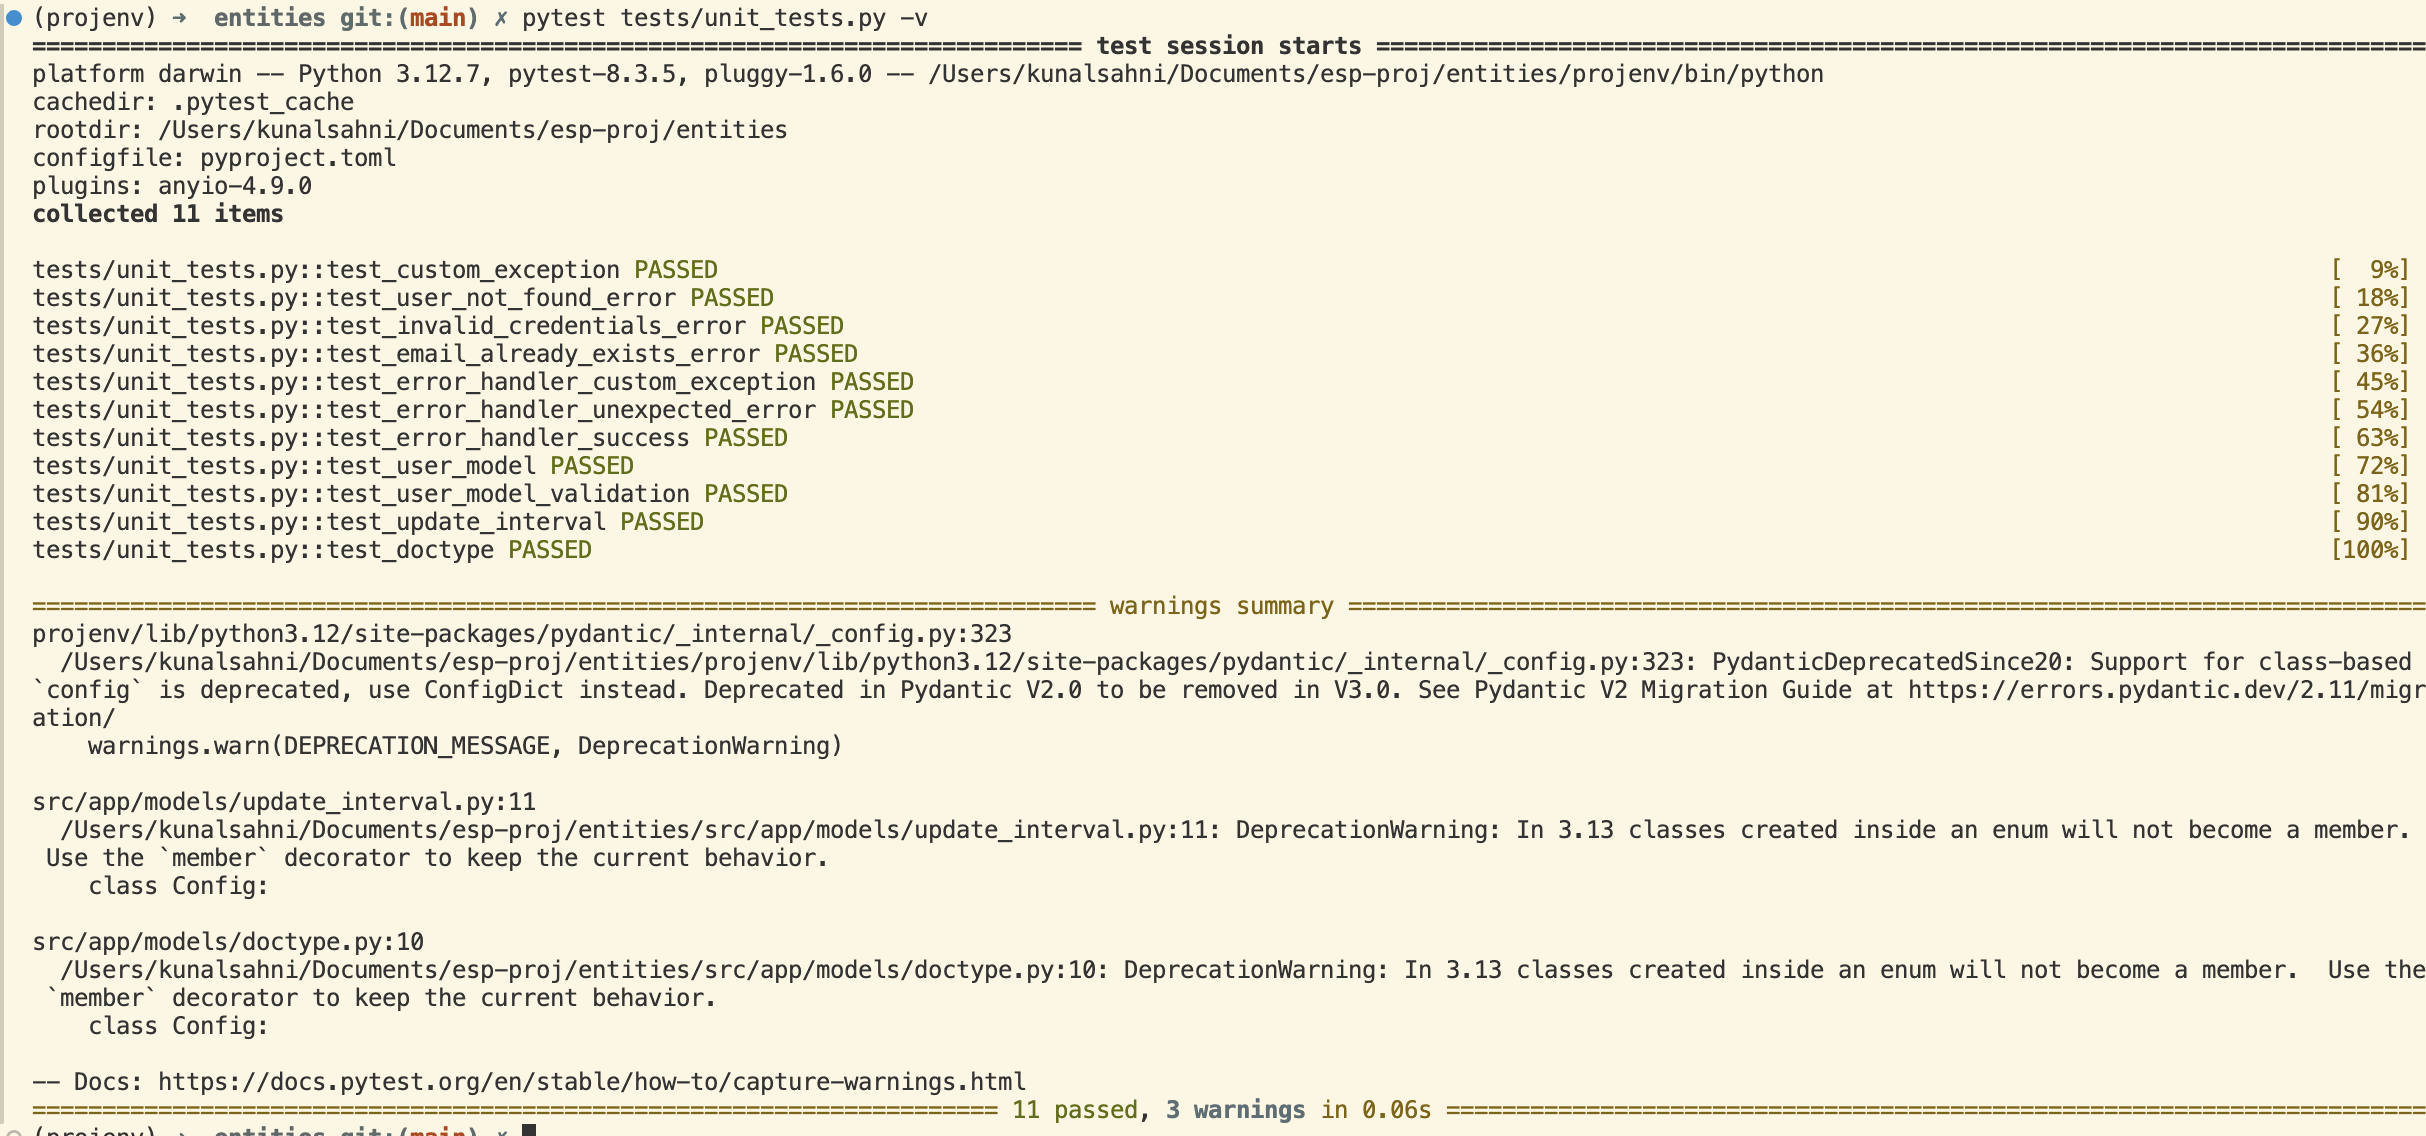 (projenv) ➜  entities git:(main) ✗ pytest tests/unit_tests.py -v
=========================================================================== test session starts ===========================================================================
platform darwin -- Python 3.12.7, pytest-8.3.5, pluggy-1.6.0 -- /Users/kunalsahni/Documents/esp-proj/entities/projenv/bin/python
cachedir: .pytest_cache
rootdir: /Users/kunalsahni/Documents/esp-proj/entities
configfile: pyproject.toml
plugins: anyio-4.9.0
collected 11 items
tests/unit_tests.py::test_custom_exception PASSED [  9%]
tests/unit_tests.py::test_user_not_found_error PASSED [ 18%]
tests/unit_tests.py::test_invalid_credentials_error PASSED [ 27%]
tests/unit_tests.py::test_email_already_exists_error PASSED [ 36%]
tests/unit_tests.py::test_error_handler_custom_exception PASSED [ 45%]
tests/unit_tests.py::test_error_handler_unexpected_error PASSED [ 54%]
tests/unit_tests.py::test_error_handler_success PASSED [ 63%]
tests/unit_tests.py::test_user_model PASSED [ 72%]
tests/unit_tests.py::test_user_model_validation PASSED [ 81%]
tests/unit_tests.py::test_update_interval PASSED [ 90%]
tests/unit_tests.py::test_doctype PASSED [100%]
============================================================================ warnings summary =============================================================================
projenv/lib/python3.12/site-packages/pydantic/_internal/_config.py:323
  /Users/kunalsahni/Documents/esp-proj/entities/projenv/lib/python3.12/site-packages/pydantic/_internal/_config.py:323: PydanticDeprecatedSince20: Support for class-based
`config` is deprecated, use ConfigDict instead. Deprecated in Pydantic V2.0 to be removed in V3.0. See Pydantic V2 Migration Guide at https://errors.pydantic.dev/2.11/migr
ation/
    warnings.warn(DEPRECATION_MESSAGE, DeprecationWarning)
src/app/models/update_interval.py:11
  /Users/kunalsahni/Documents/esp-proj/entities/src/app/models/update_interval.py:11: DeprecationWarning: In 3.13 classes created inside an enum will not become a member.
 Use the `member` decorator to keep the current behavior.
    class Config:
src/app/models/doctype.py:10
  /Users/kunalsahni/Documents/esp-proj/entities/src/app/models/doctype.py:10: DeprecationWarning: In 3.13 classes created inside an enum will not become a member.  Use the
 `member` decorator to keep the current behavior.
    class Config:
-- Docs: https://docs.pytest.org/en/stable/how-to/capture-warnings.html
===================================================================== 11 passed, 3 warnings in 0.06s ======================================================================
(projenv) ➜  entities git:(main) ✗